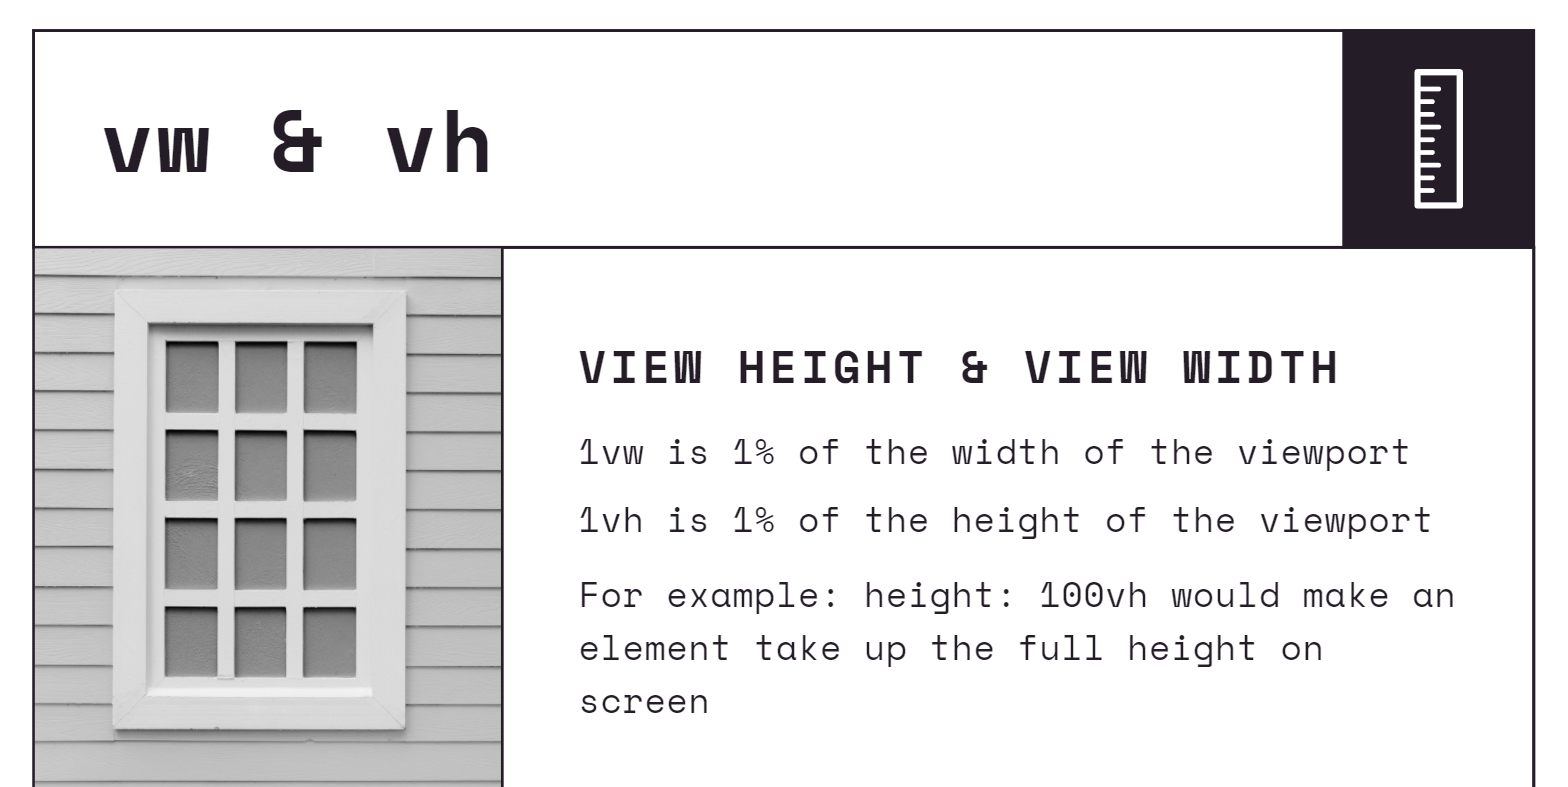 vw & vh
VIEW HEIGHT & VIEW WIDTH
1vw is 1% of the width of the viewport
1vh is 1% of the height of the viewport
For example: height: 100vh would make an
element take up the full height on
screen